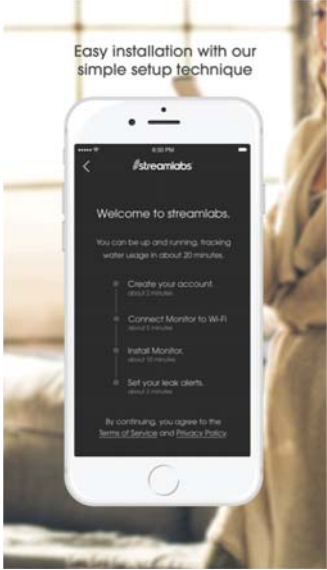 Easy installation with our
simple setup technique
8:36 PM
streamlabs
Welcome to streamlabs.
You can be up and running, tracking
water usage in about 20 minutes.
Create your account.
about 2 minutes
Connect Monitor to Wi-Fi
about 5 minutes
Install Monitor.
about 10 minutes
Set your leak alerts.
about 3 minutes
By continuing, you agree to the
Terms of Service and Privacy Policy.